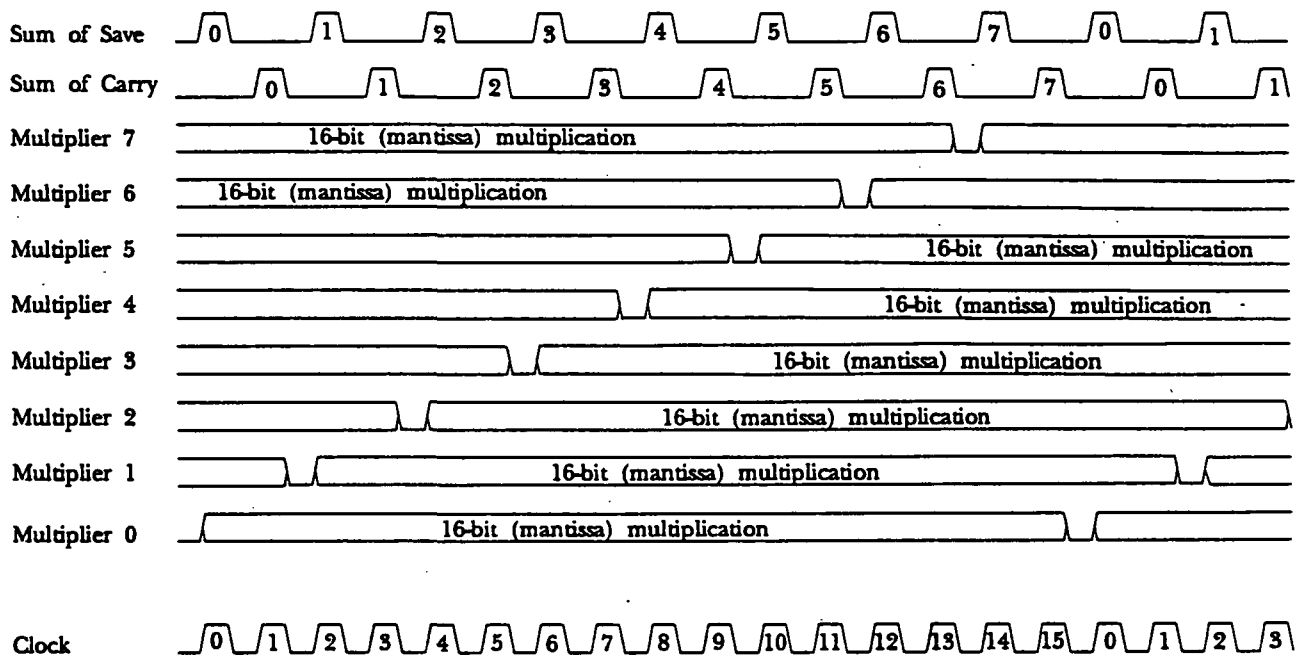 Sum of Save 0 1 2 3 4 5 6 7 0 1
Sum of Carry 0 1 2 3 4 5 6 7 0 1
Multiplier 7 16-bit (mantissa) multiplication
Multiplier 6 16-bit (mantissa) multiplication
Multiplier 5 16-bit (mantissa) multiplication
Multiplier 4 16-bit (mantissa) multiplication
Multiplier 3 16-bit (mantissa) multiplication
Multiplier 2 16-bit (mantissa) multiplication
Multiplier 1 16-bit (mantissa) multiplication
Multiplier 0 16-bit (mantissa) multiplication
Clock 0 1 2 3 4 5 6 7 8 9 10 11 12 13 14 15 0 1 2 3